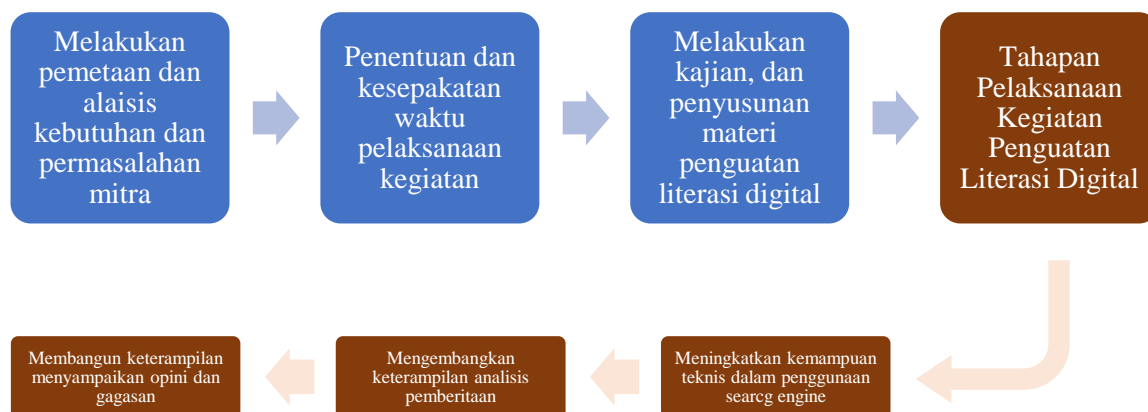 Melakukan
pemetaan dan
alaisis
kebutuhan dan
permasalahan
mitra
Penentuan dan
kesepakatan
waktu
pelaksanaan
kegiatan
Melakukan
kajian, dan
penyusunan
materi
penguatan
literasi digital
Tahapan
Pelaksanaan
Kegiatan
Penguatan
Literasi Digital
Meningkatkan kemampuan
teknis dalam penggunaan
searcg engine
Mengembangkan
keterampilan analisis
pemberitaan
Membangun keterampilan
menyampaikan opini dan
gagasan